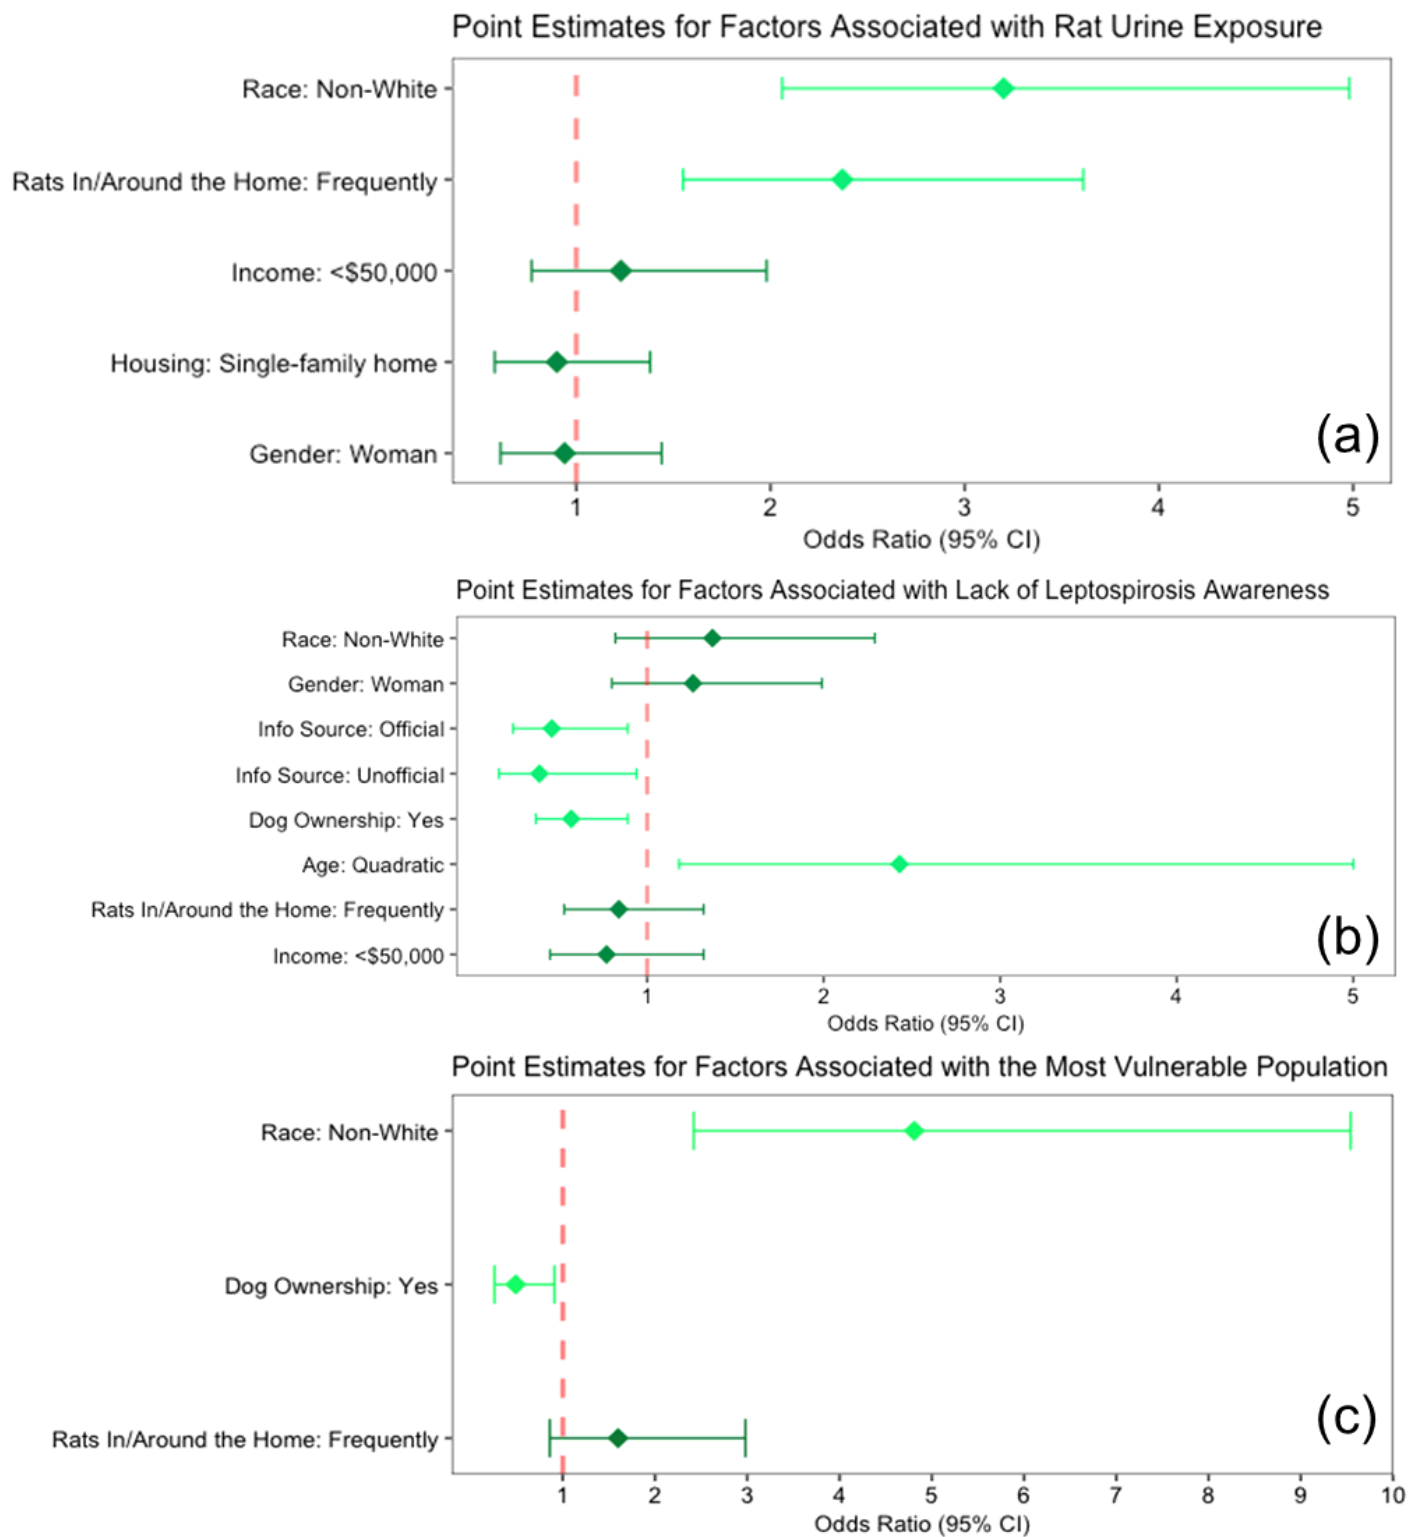 Point Estimates for Factors Associated with Rat Urine Exposure
Race: Non-White
Rats In/Around the Home: Frequently
Income: <$50,000
Housing: Single-family home
Gender: Woman
(a)
1 2 3 4 5
Odds Ratio (95% CI)
Point Estimates for Factors Associated with Lack of Leptospirosis Awareness
Race: Non-White
Gender: Woman
Info Source: Official
Info Source: Unofficial
Dog Ownership: Yes
Age: Quadratic
Rats In/Around the Home: Frequently
Income: <$50,000
(b)
1 2 3 4 5
Odds Ratio (95% CI)
Point Estimates for Factors Associated with the Most Vulnerable Population
Race: Non-White
Dog Ownership: Yes
Rats In/Around the Home: Frequently
(c)
1 2 3 4 5 6 7 8 9 10
Odds Ratio (95% CI)